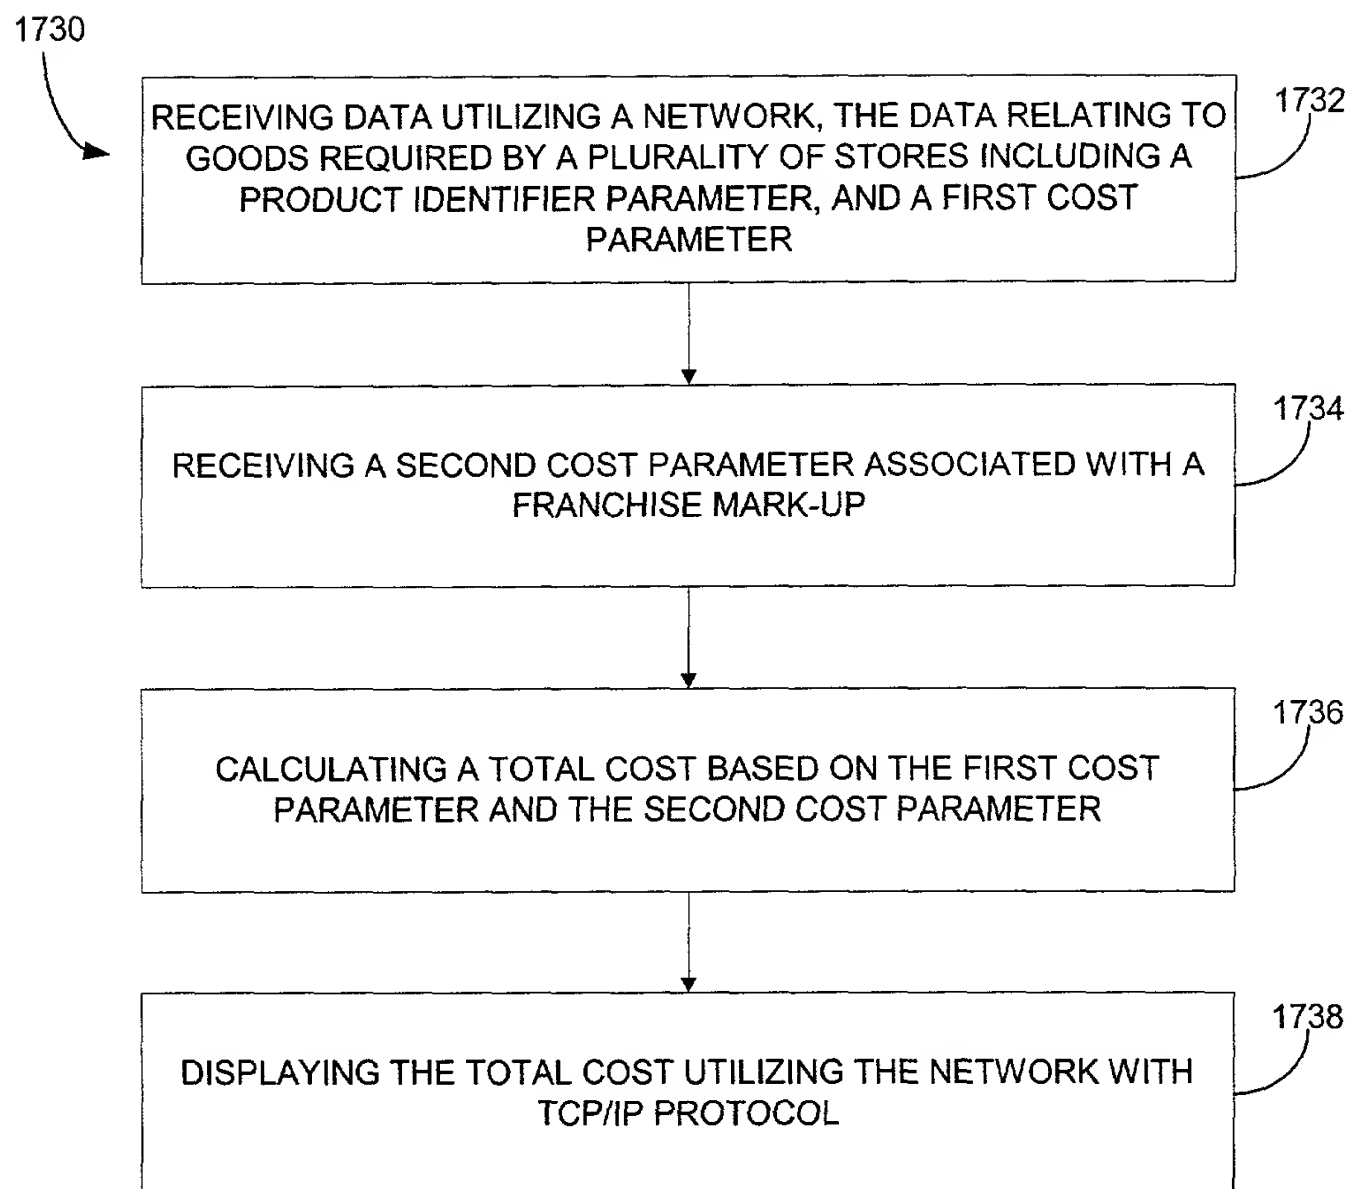 1730
RECEIVING DATA UTILIZING A NETWORK, THE DATA RELATING TO
GOODS REQUIRED BY A PLURALITY OF STORES INCLUDING A
PRODUCT IDENTIFIER PARAMETER, AND A FIRST COST
PARAMETER
1732
RECEIVING A SECOND COST PARAMETER ASSOCIATED WITH A
FRANCHISE MARK-UP
1734
CALCULATING A TOTAL COST BASED ON THE FIRST COST
PARAMETER AND THE SECOND COST PARAMETER
1736
DISPLAYING THE TOTAL COST UTILIZING THE NETWORK WITH
TCP/IP PROTOCOL
1738